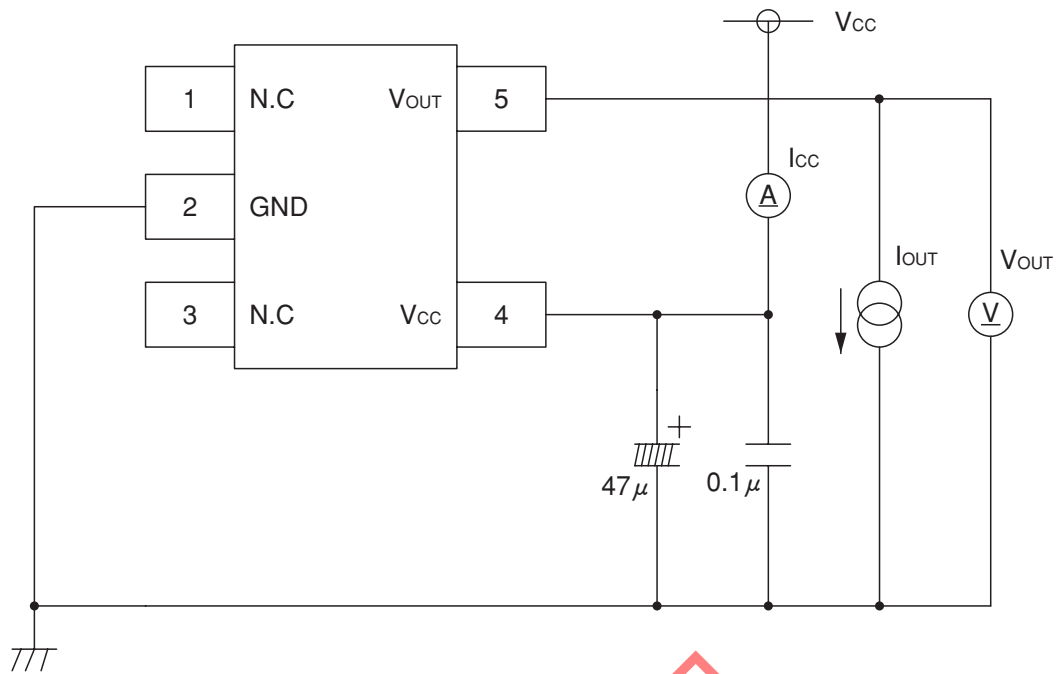 VCC
1 N.C VOUT 5
ICC
A
2 GND
IOUT VOUT
3 N.C VCC 4
V
+
47μ 0.1μ